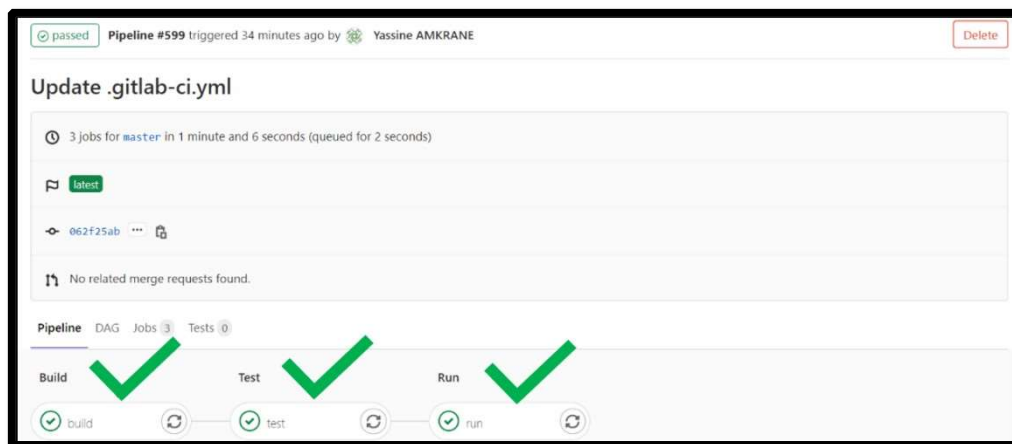 passed Pipeline #599 triggered 34 minutes ago by Yassine AMKRANE Delete
Update .gitlab-ci.yml
3 jobs for master in 1 minute and 6 seconds (queued for 2 seconds)
latest
062f25ab ...
No related merge requests found.
Pipeline DAG Jobs 3 Tests 0
Build Test Run
build test run